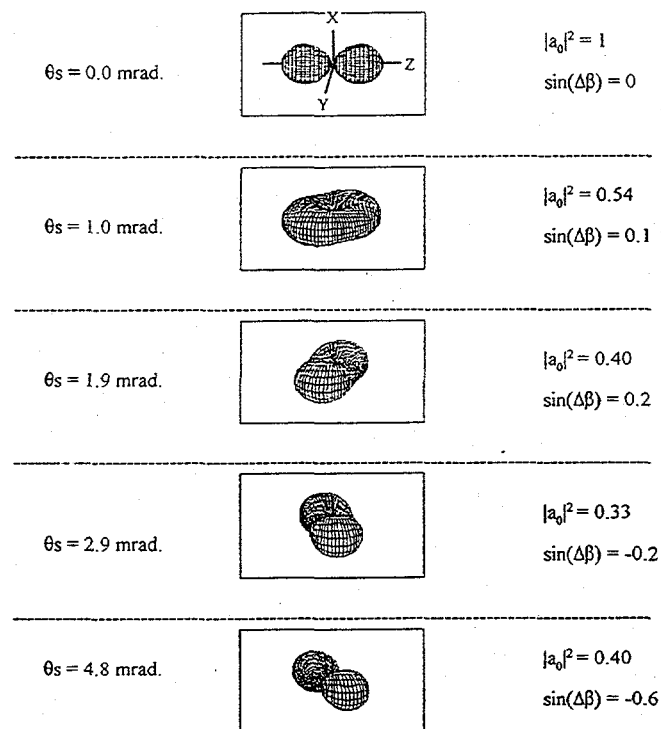 θs = 0.0 mrad.
X
Z
Y
|a₀|² = 1
sin(Δβ) = 0
θs = 1.0 mrad.
|a₀|² = 0.54
sin(Δβ) = 0.1
θs = 1.9 mrad.
|a₀|² = 0.40
sin(Δβ) = 0.2
θs = 2.9 mrad.
|a₀|² = 0.33
sin(Δβ) = -0.2
θs = 4.8 mrad.
|a₀|² = 0.40
sin(Δβ) = -0.6